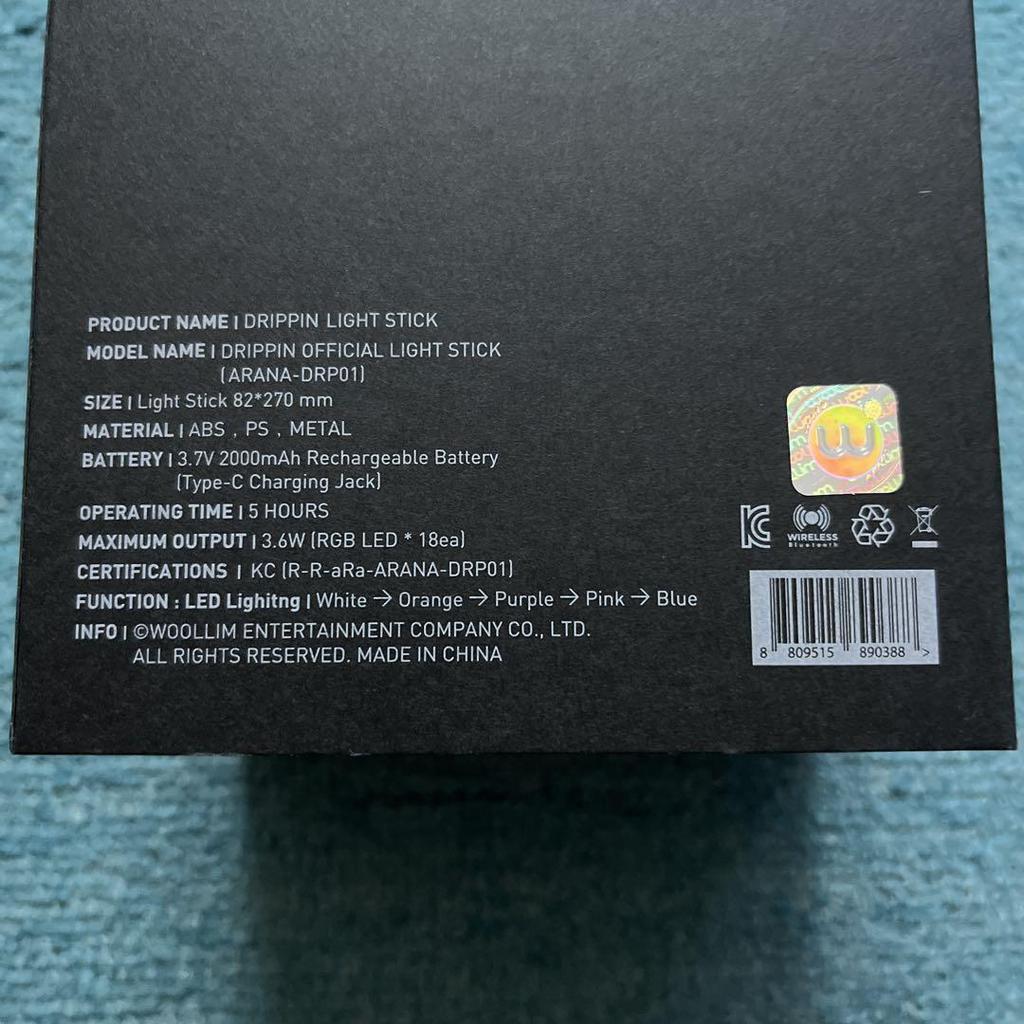 PRODUCT NAME | DRIPPIN LIGHT STICK
MODEL NAME | DRIPPIN OFFICIAL LIGHT STICK
(ARANA-DRP01)
SIZE | Light Stick 82*270 mm
MATERIAL | ABS , PS , METAL
BATTERY | 3.7V 2000mAh Rechargeable Battery
(Type-C Charging Jack)
OPERATING TIME | 5 HOURS
MAXIMUM OUTPUT | 3.6W (RGB LED * 18ea)
CERTIFICATIONS | KC (R-R-aRa-ARANA-DRP01)
FUNCTION : LED Lighitng | White → Orange → Purple → Pink → Blue
INFO | ©WOOLLIM ENTERTAINMENT COMPANY CO., LTD.
ALL RIGHTS RESERVED. MADE IN CHINA
W
KC
WIRELESS
Bluetooth
8 809515 890388 >